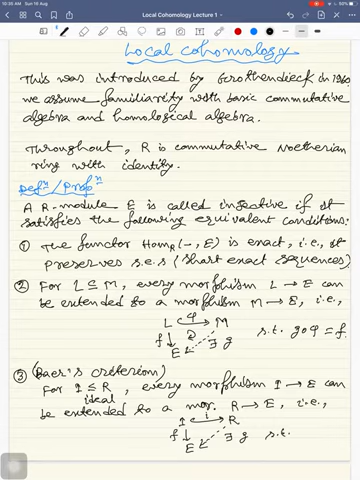 10:35 AM Sun 16 Aug
Local Cohomology Lecture 1
Local cohomology
This was introduced by Grothendieck in 1960.
we assume familiarity with basic commutative
algebra and homological algebra.
Throughout, R is commutative Noetherian
ring with identity.
Defⁿ/Propⁿ
A R-module E is called injective if it
satisfies the following equivalent conditions:
① The functor Hom_R(-, E) is exact, i.e., it
preserves s.e.s (short exact sequences).
② For L ⊆ M, every morphism L → E can
be extended to a morphism M → E, i.e.,
L ↪ M φ
f ↓ E ∃ g s.t. g∘φ = f.
③ (Baer's criterion)
For I ≤ R, every morphism I → E can
ideal
be extended to a mor. R → E, i.e.,
I ↪ R i
f ↓ E ∃ g s.t.